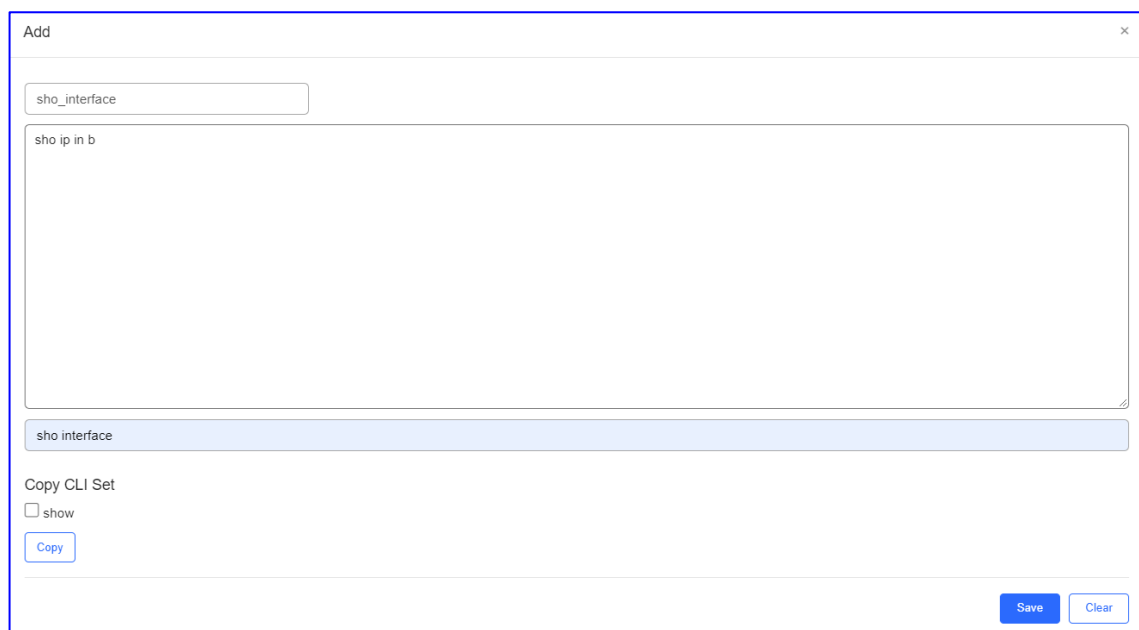 Add
×
sho_interface
sho ip in b
sho interface
Copy CLI Set
show
Copy
Save Clear